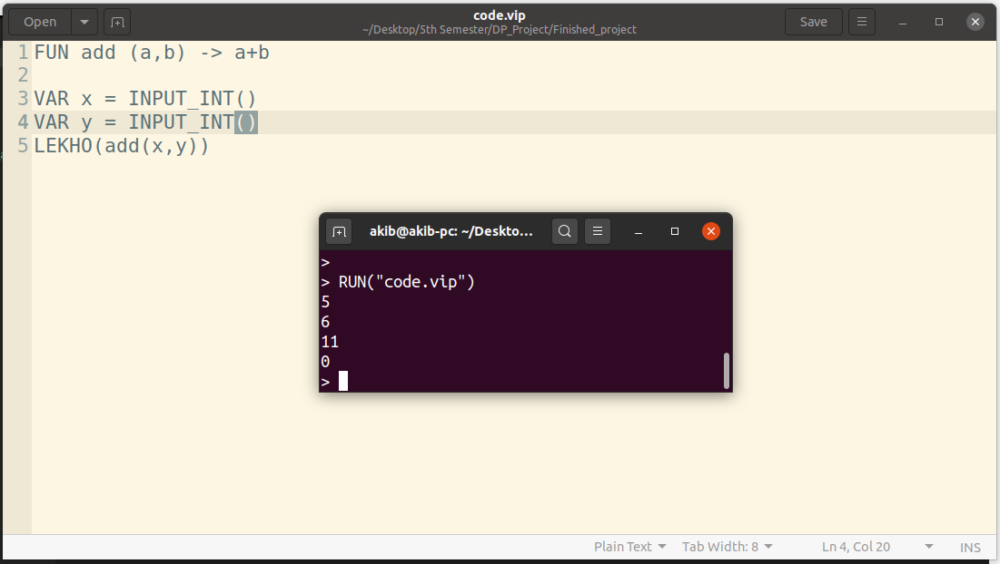 Open
code.vip
~/Desktop/5th Semester/DP_Project/Finished_project
Save
1 FUN add (a,b) -> a+b
2
3 VAR x = INPUT_INT()
4 VAR y = INPUT_INT()
5 LEKHO(add(x,y))
akib@akib-pc: ~/Deskto...
>
> RUN("code.vip")
5
6
11
0
>
Plain Text
Tab Width: 8
Ln 4, Col 20
INS